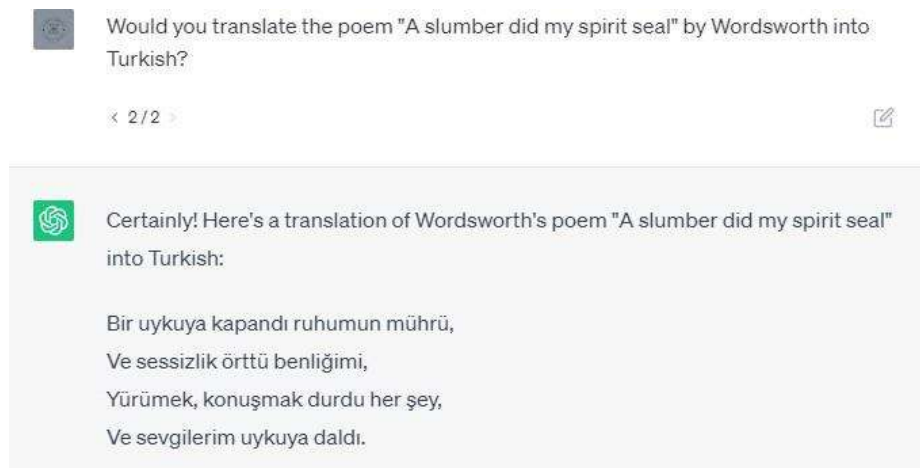 Would you translate the poem "A slumber did my spirit seal" by Wordsworth into
Turkish?
< 2/2 >
Certainly! Here's a translation of Wordsworth's poem "A slumber did my spirit seal"
into Turkish:
Bir uykuya kapandı ruhumun mührü,
Ve sessizlik örttü benliğimi,
Yürümek, konuşmak durdu her şey,
Ve sevgilerim uykuya daldı.